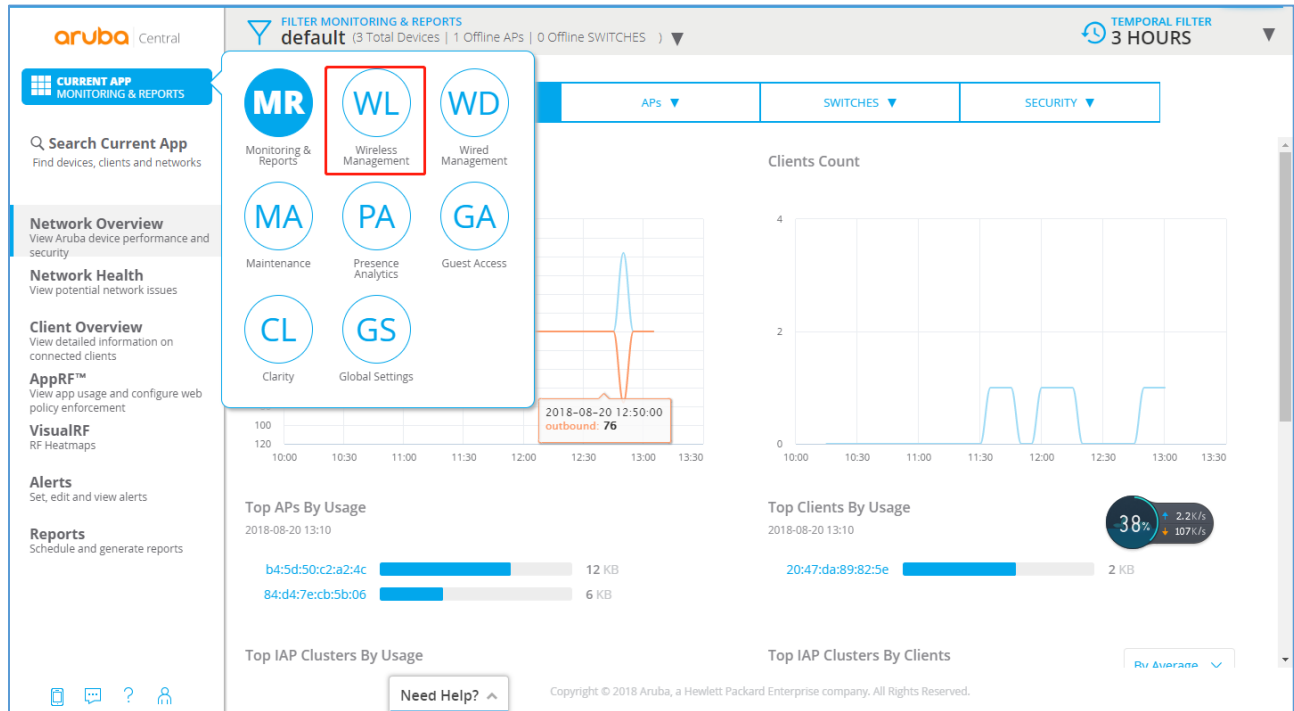 aruba Central
FILTER MONITORING & REPORTS
default (3 Total Devices | 1 Offline APs | 0 Offline SWITCHES ) ▼
TEMPORAL FILTER
3 HOURS ▼
CURRENT APP
MONITORING & REPORTS
Search Current App
Find devices, clients and networks
Network Overview
View Aruba device performance and
security
Network Health
View potential network issues
Client Overview
View detailed information on
connected clients
AppRF™
View app usage and configure web
policy enforcement
VisualRF
RF Heatmaps
Alerts
Set, edit and view alerts
Reports
Schedule and generate reports
MR
Monitoring &
Reports
WL
Wireless
Management
WD
Wired
Management
MA
Maintenance
PA
Presence
Analytics
GA
Guest Access
CL
Clarity
GS
Global Settings
APs ▼
SWITCHES ▼
SECURITY ▼
100
120
10:00 10:30 11:00 11:30 12:00 12:30 13:00 13:30
2018-08-20 12:50:00
outbound: 76
Clients Count
4
2
0
10:00 10:30 11:00 11:30 12:00 12:30 13:00 13:30
Top APs By Usage
2018-08-20 13:10
b4:5d:50:c2:a2:4c 12 KB
84:d4:7e:cb:5b:06 6 KB
Top Clients By Usage
2018-08-20 13:10
20:47:da:89:82:5e 2 KB
38%
2.2K/s
107K/s
Top IAP Clusters By Usage
Top IAP Clusters By Clients
By Average
Need Help?
Copyright © 2018 Aruba, a Hewlett Packard Enterprise company. All Rights Reserved.